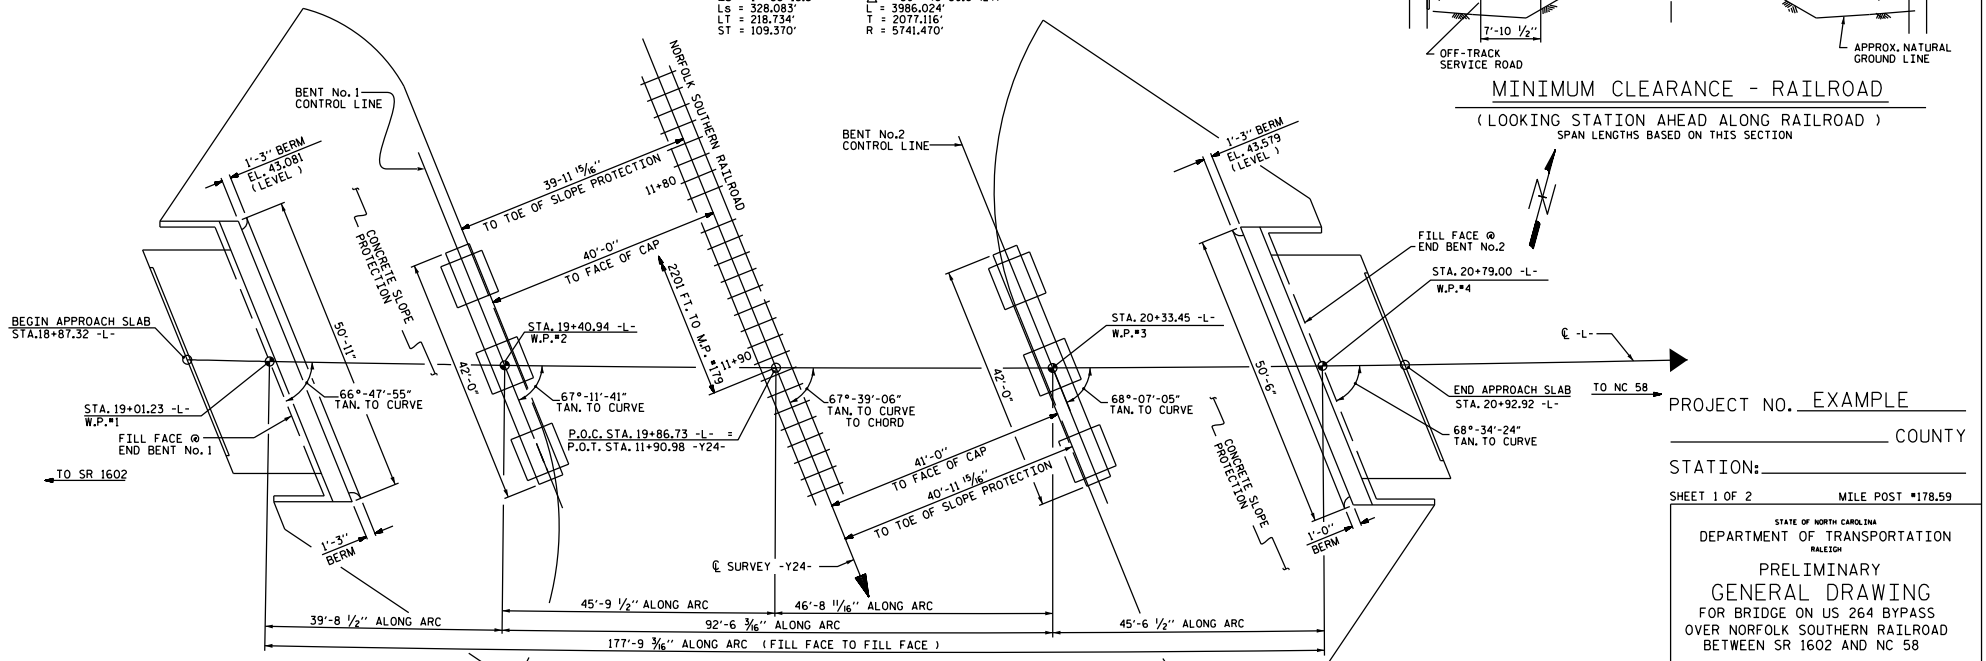 Ls = 328.083'
LT = 218.734'
ST = 109.370'
L = 3986.024'
T = 2077.116'
R = 5741.470'
7'-10 1/2"
OFF-TRACK
SERVICE ROAD
APPROX. NATURAL
GROUND LINE
MINIMUM CLEARANCE - RAILROAD
( LOOKING STATION AHEAD ALONG RAILROAD )
SPAN LENGTHS BASED ON THIS SECTION
BENT No. 1
CONTROL LINE
NORFOLK SOUTHERN RAILROAD
BENT No.2
CONTROL LINE
1'-3" BERM
EL. 43.081
(LEVEL )
1'-3" BERM
EL. 43.579
(LEVEL )
39-11 15/16"
TO TOE OF SLOPE PROTECTION
11+80
40'-0"
TO FACE OF CAP
CONCRETE SLOPE
PROTECTION
2201 FT. TO M.P. #179
11+90
50'-11"
42'-0"
42'-0"
50'-6"
FILL FACE @
END BENT No.2
STA. 20+79.00 -L-
W.P.#4
BEGIN APPROACH SLAB
STA.18+87.32 -L-
STA. 19+40.94 -L-
W.P.#2
STA. 20+33.45 -L-
W.P.#3
℄ -L-
STA. 19+01.23 -L-
W.P.#1
FILL FACE @
END BENT No. 1
TO SR 1602
66°-47'-55"
TAN. TO CURVE
67°-11'-41"
TAN. TO CURVE
67°-39'-06"
TAN. TO CURVE
TO CHORD
68°-07'-05"
TAN. TO CURVE
68°-34'-24"
TAN. TO CURVE
END APPROACH SLAB
STA. 20+92.92 -L-
TO NC 58
P.O.C. STA. 19+86.73 -L- =
P.O.T. STA. 11+90.98 -Y24-
41'-0"
TO FACE OF CAP
40'-11 15/16"
TO TOE OF SLOPE PROTECTION
CONCRETE SLOPE
PROTECTION
1'-3"
BERM
1'-0"
BERM
℄ SURVEY -Y24-
45'-9 1/2" ALONG ARC
46'-8 11/16" ALONG ARC
39'-8 1/2" ALONG ARC
92'-6 3/16" ALONG ARC
45'-6 1/2" ALONG ARC
177'-9 3/16" ALONG ARC (FILL FACE TO FILL FACE )
PROJECT NO. EXAMPLE
COUNTY
STATION:
SHEET 1 OF 2 MILE POST #178.59
STATE OF NORTH CAROLINA
DEPARTMENT OF TRANSPORTATION
RALEIGH
PRELIMINARY
GENERAL DRAWING
FOR BRIDGE ON US 264 BYPASS
OVER NORFOLK SOUTHERN RAILROAD
BETWEEN SR 1602 AND NC 58